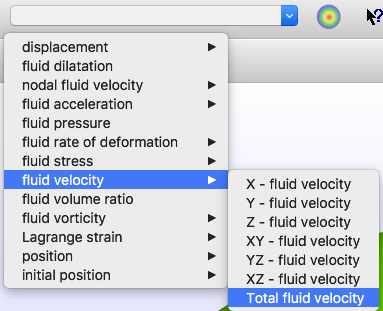 displacement
fluid dilatation
nodal fluid velocity
fluid acceleration
fluid pressure
fluid rate of deformation
fluid stress
fluid velocity
fluid volume ratio
fluid vorticity
Lagrange strain
position
initial position
X - fluid velocity
Y - fluid velocity
Z - fluid velocity
XY - fluid velocity
YZ - fluid velocity
XZ - fluid velocity
Total fluid velocity